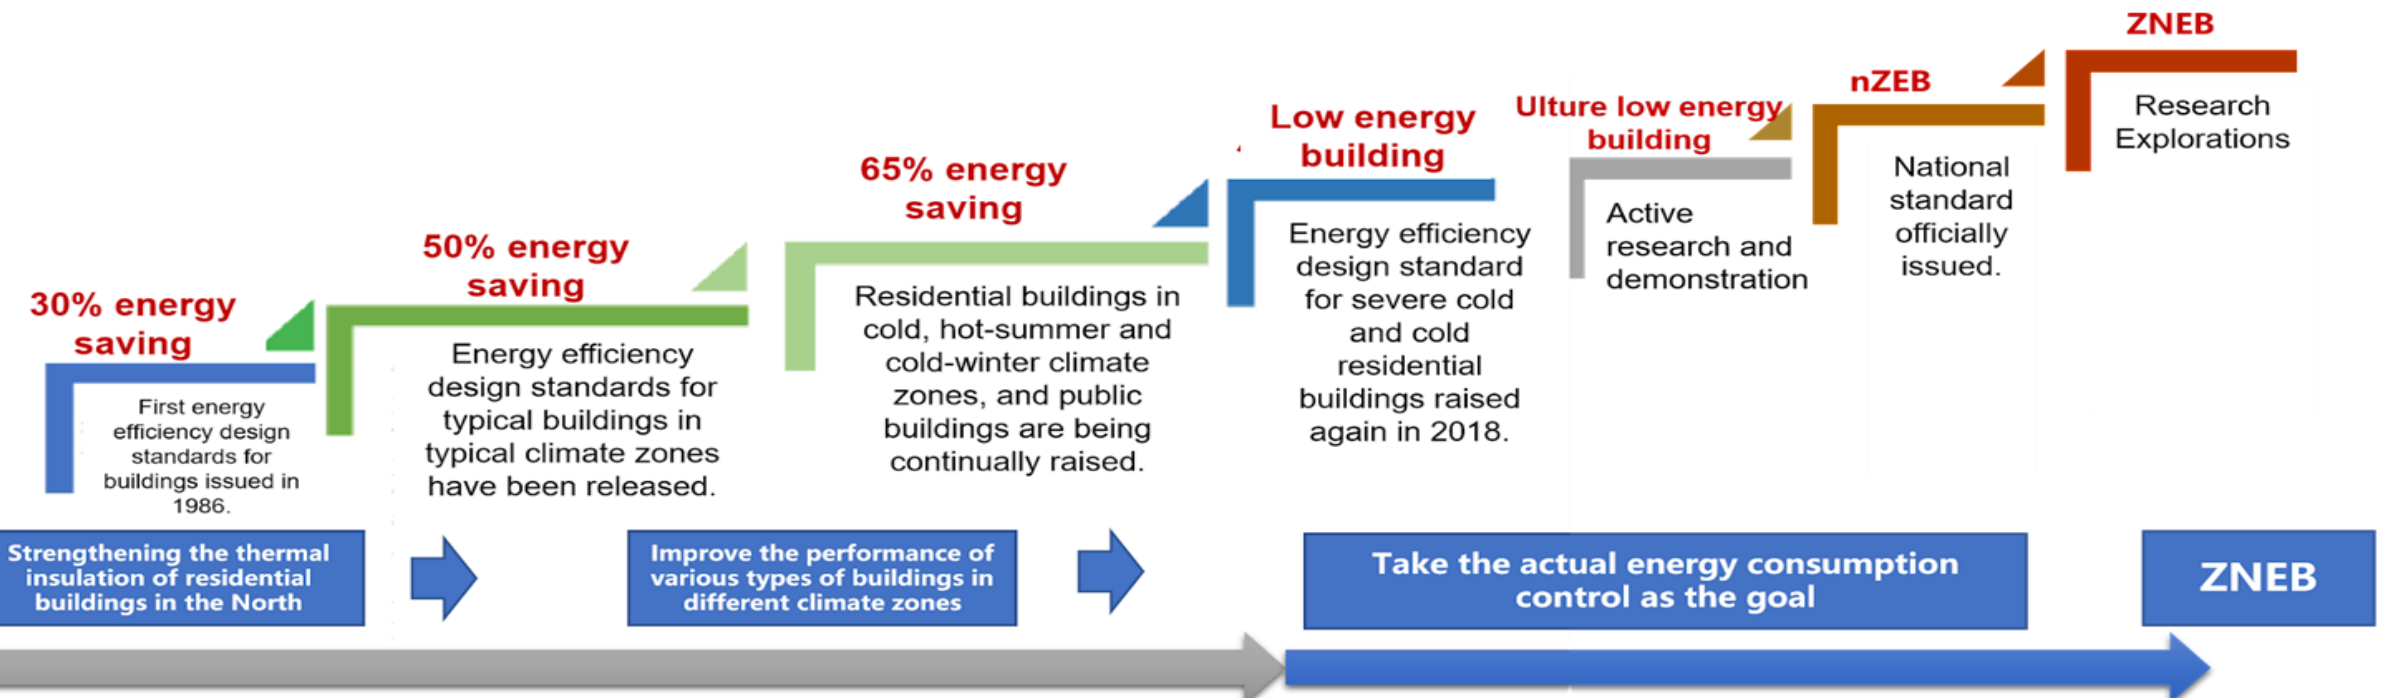 30% energy
saving
First energy
efficiency design
standards for
buildings issued in
1986.
50% energy
saving
Energy efficiency
design standards for
typical buildings in
typical climate zones
have been released.
65% energy
saving
Residential buildings in
cold, hot-summer and
cold-winter climate
zones, and public
buildings are being
continually raised.
Low energy
building
Energy efficiency
design standard
for severe cold
and cold
residential
buildings raised
again in 2018.
Ulture low energy
building
Active
research and
demonstration
nZEB
National
standard
officially
issued.
ZNEB
Research
Explorations
Strengthening the thermal
insulation of residential
buildings in the North
Improve the performance of
various types of buildings in
different climate zones
Take the actual energy consumption
control as the goal
ZNEB